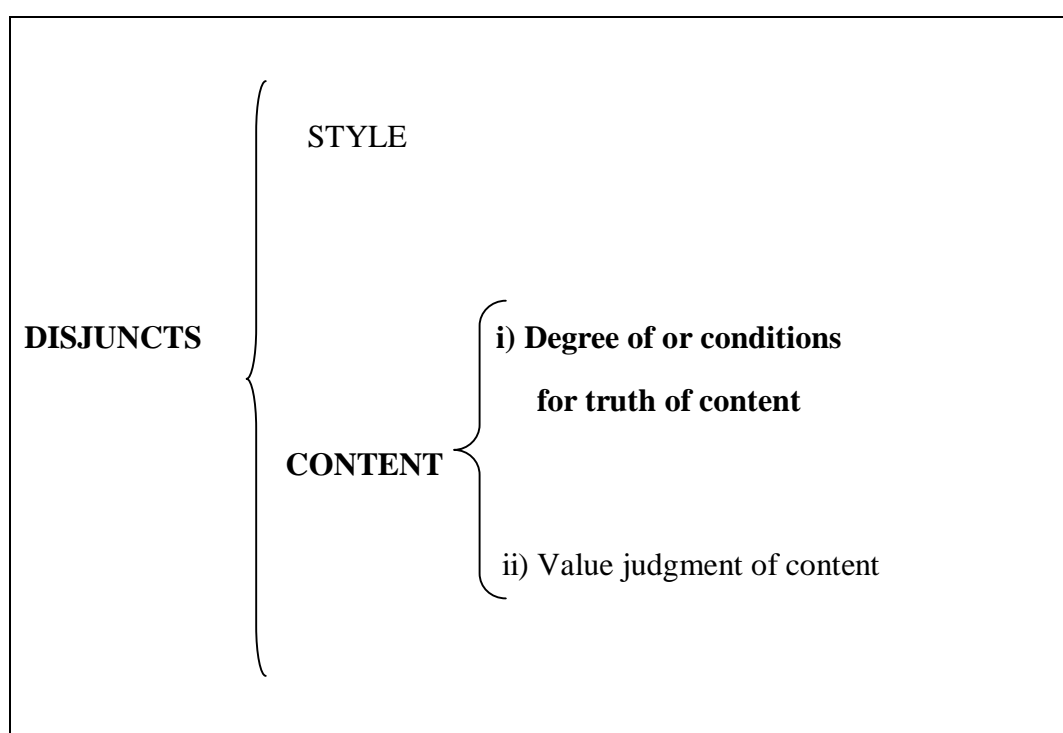 STYLE
DISJUNCTS
i) Degree of or conditions
for truth of content
CONTENT
ii) Value judgment of content